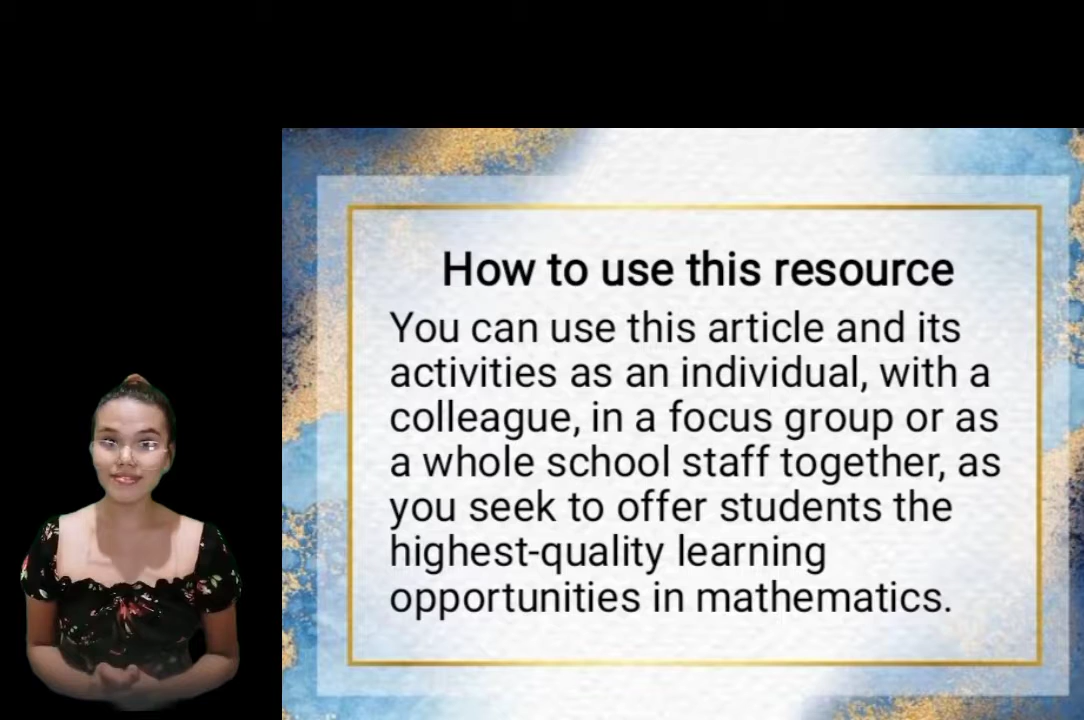 How to use this resource
You can use this article and its
activities as an individual, with a
colleague, in a focus group or as
a whole school staff together, as
you seek to offer students the
highest-quality learning
opportunities in mathematics.